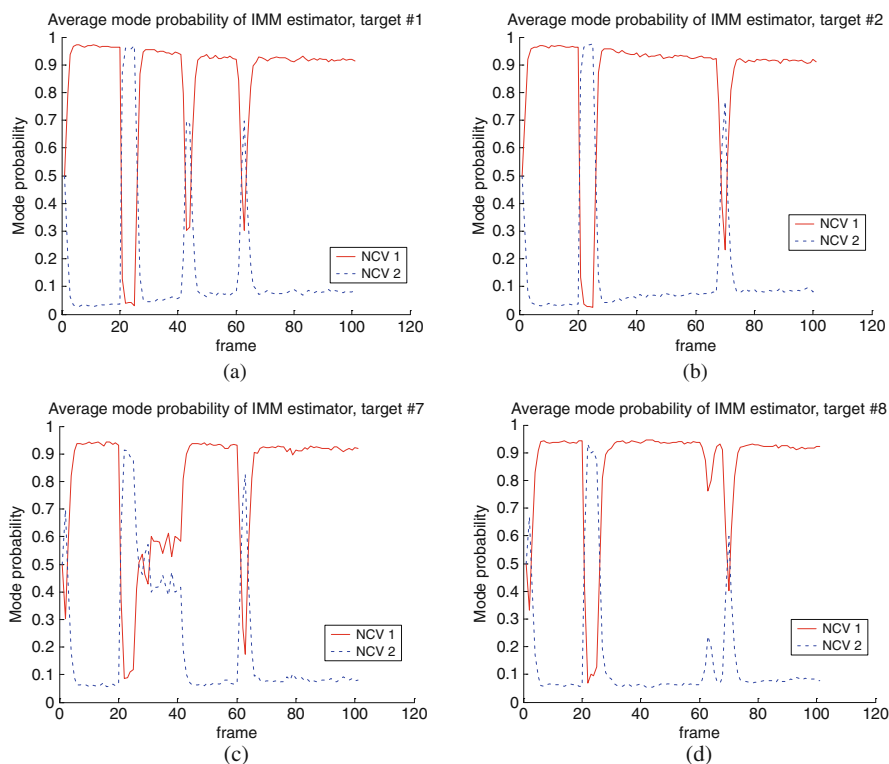 Average mode probability of IMM estimator, target #1
1
0.9
0.8
0.7
0.6
0.5
0.4
0.3
0.2
0.1
0
Mode probability
NCV 1
NCV 2
0 20 40 60 80 100 120
frame
(a)
Average mode probability of IMM estimator, target #2
1
0.9
0.8
0.7
0.6
0.5
0.4
0.3
0.2
0.1
0
Mode probability
NCV 1
NCV 2
0 20 40 60 80 100 120
frame
(b)
Average mode probability of IMM estimator, target #7
1
0.9
0.8
0.7
0.6
0.5
0.4
0.3
0.2
0.1
0
Mode probability
NCV 1
NCV 2
0 20 40 60 80 100 120
frame
(c)
Average mode probability of IMM estimator, target #8
1
0.9
0.8
0.7
0.6
0.5
0.4
0.3
0.2
0.1
0
Mode probability
NCV 1
NCV 2
0 20 40 60 80 100 120
frame
(d)